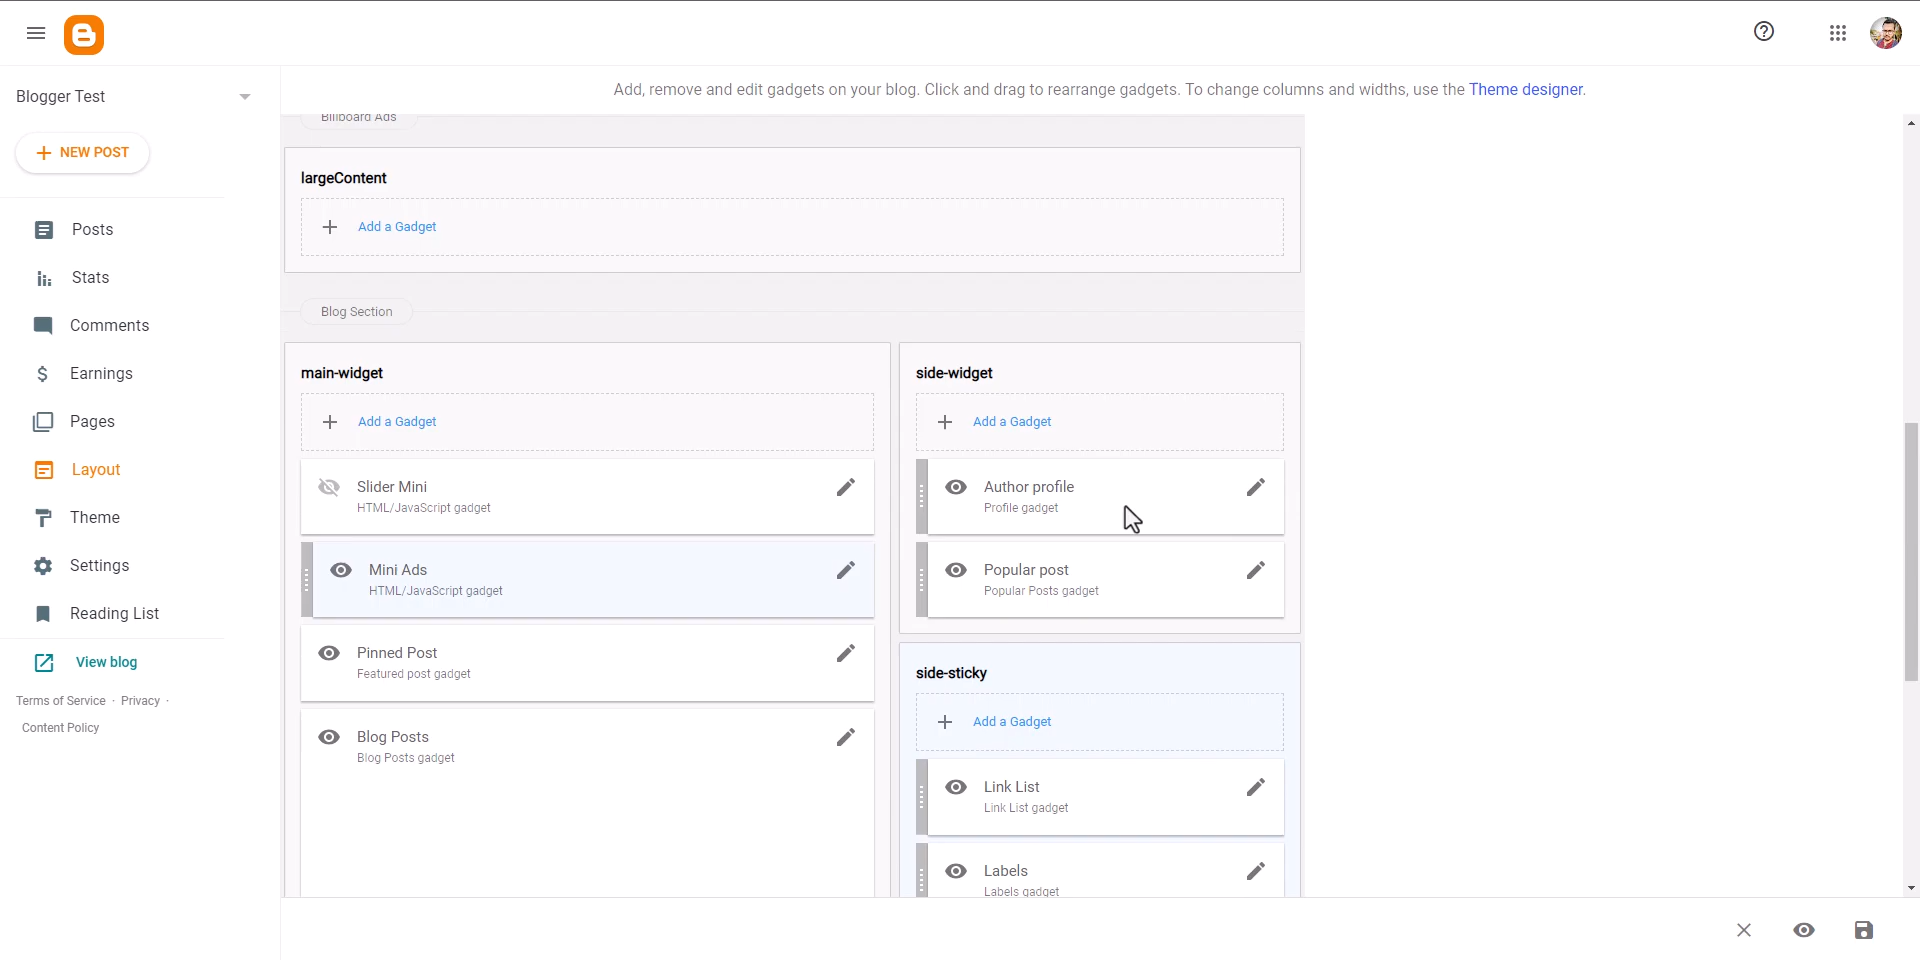 Blogger Test
NEW POST
Posts
Stats
Comments
Earnings
Pages
Layout
Theme
Settings
Reading List
View blog
Terms of Service · Privacy ·
Content Policy
Add, remove and edit gadgets on your blog. Click and drag to rearrange gadgets. To change columns and widths, use the Theme designer.
Billboard Ads
largeContent
Add a Gadget
Blog Section
main-widget
Add a Gadget
Slider Mini
HTML/JavaScript gadget
Mini Ads
HTML/JavaScript gadget
Pinned Post
Featured post gadget
Blog Posts
Blog Posts gadget
side-widget
Add a Gadget
Author profile
Profile gadget
Popular post
Popular Posts gadget
side-sticky
Add a Gadget
Link List
Link List gadget
Labels
Labels gadget